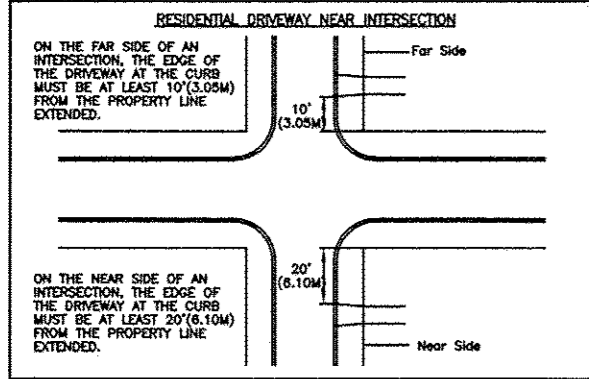 RESIDENTIAL DRIVEWAY NEAR INTERSECTION
ON THE FAR SIDE OF AN
INTERSECTION, THE EDGE OF
THE DRIVEWAY AT THE CURB
MUST BE AT LEAST 10'(3.05M)
FROM THE PROPERTY LINE
EXTENDED.
Far Side
10'
(3.05M)
20'
(6.10M)
ON THE NEAR SIDE OF AN
INTERSECTION, THE EDGE OF
THE DRIVEWAY AT THE CURB
MUST BE AT LEAST 20'(6.10M)
FROM THE PROPERTY LINE
EXTENDED.
Near Side